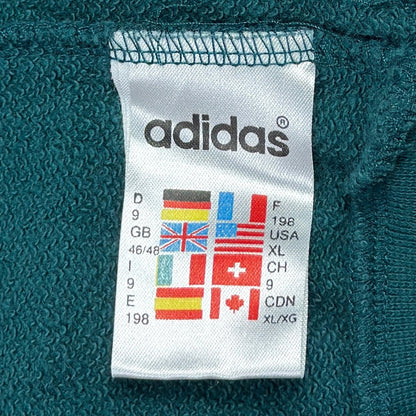 adidas®
D F
9 198
GB USA
46/48 XL
I CH
9 9
E CDN
198 XL/XG